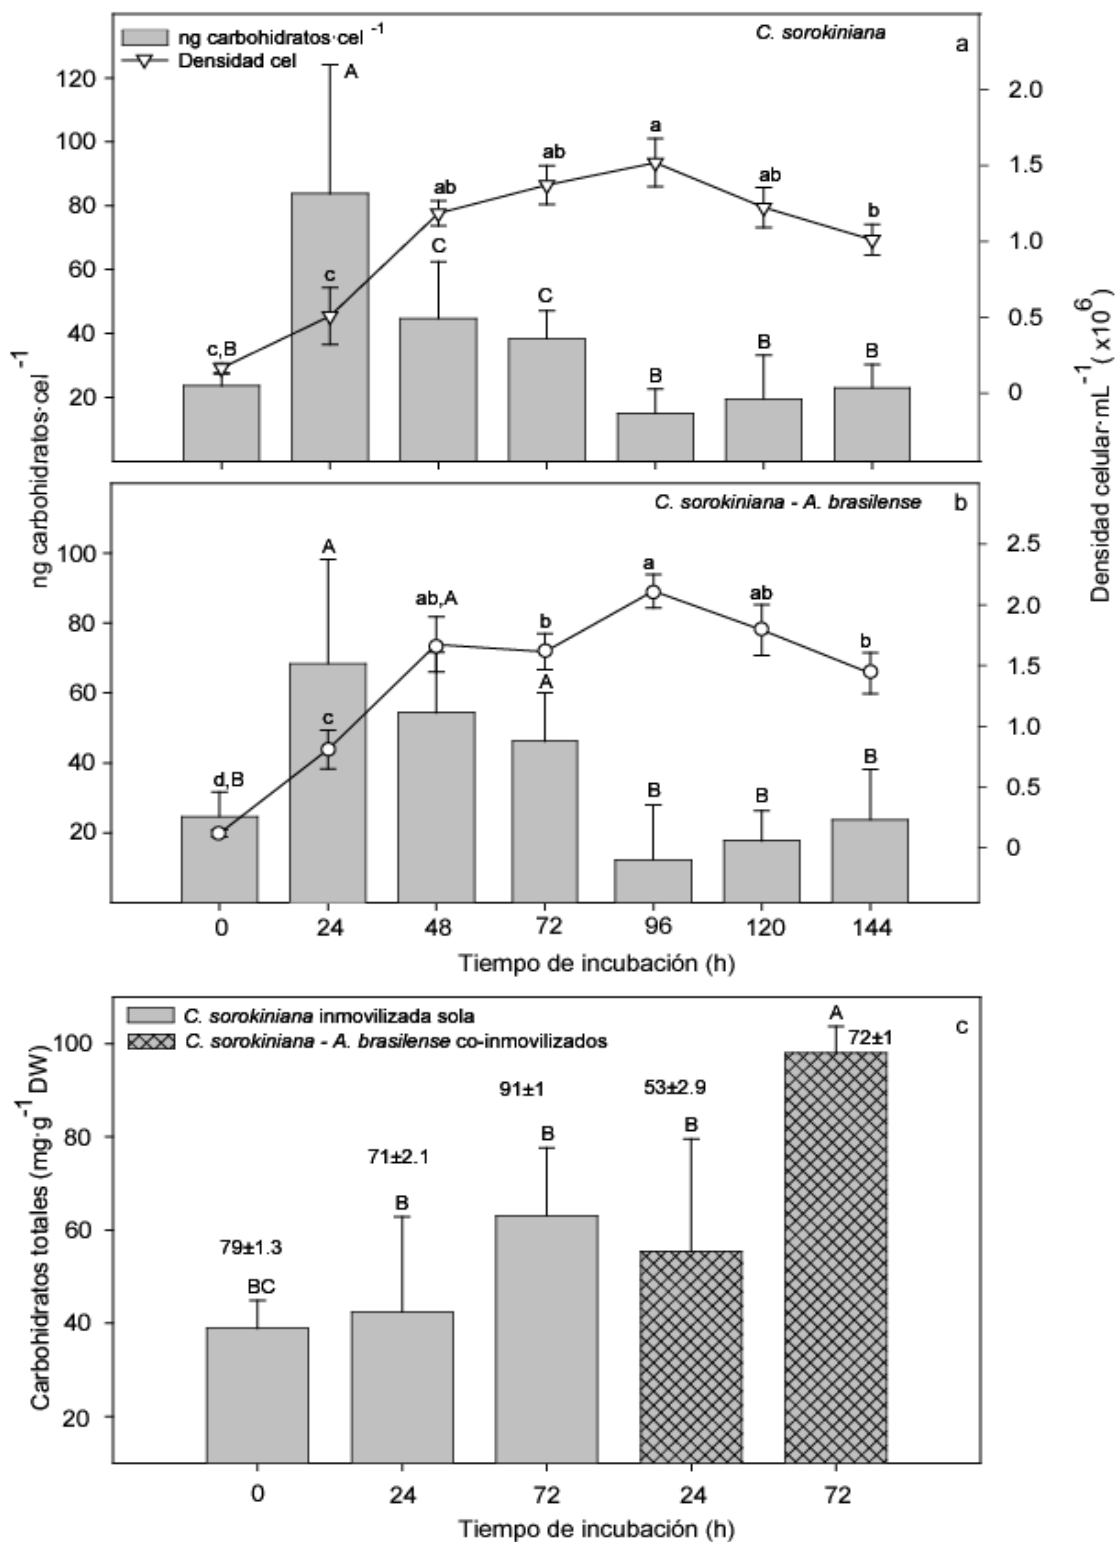 ng carbohidratos·cel⁻¹
Densidad cel
C. sorokiniana
a
A
a
ab
ab
ab
b
c
C
C
c,B
B
B
B
120
100
80
60
40
20
2.0
1.5
1.0
0.5
0
ng carbohidratos·cel⁻¹
Densidad celular·mL⁻¹( x10⁶)
C. sorokiniana - A. brasilense
b
A
a
ab,A
ab
b
b
A
c
d,B
B
B
B
100
80
60
40
20
2.5
2.0
1.5
1.0
0.5
0
0 24 48 72 96 120 144
Tiempo de incubación (h)
C. sorokiniana inmovilizada sola
C. sorokiniana - A. brasilense co-inmovilizados
c
A
72±1
91±1
53±2.9
B
B
71±2.1
B
79±1.3
BC
100
80
60
40
20
Carbohidratos totales (mg·g⁻¹ DW)
0 24 72 24 72
Tiempo de incubación (h)